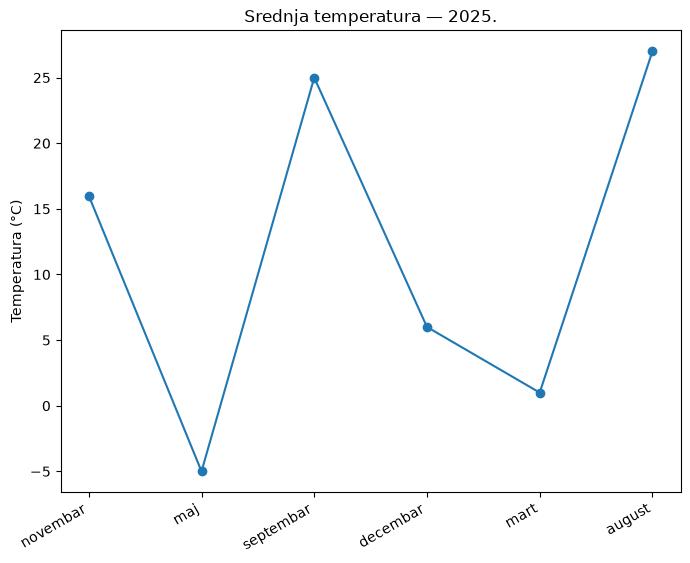 Srednja temperatura — 2025.
Temperatura (°C)
25
20
15
10
5
0
−5
novembar
maj
septembar
decembar
mart
august